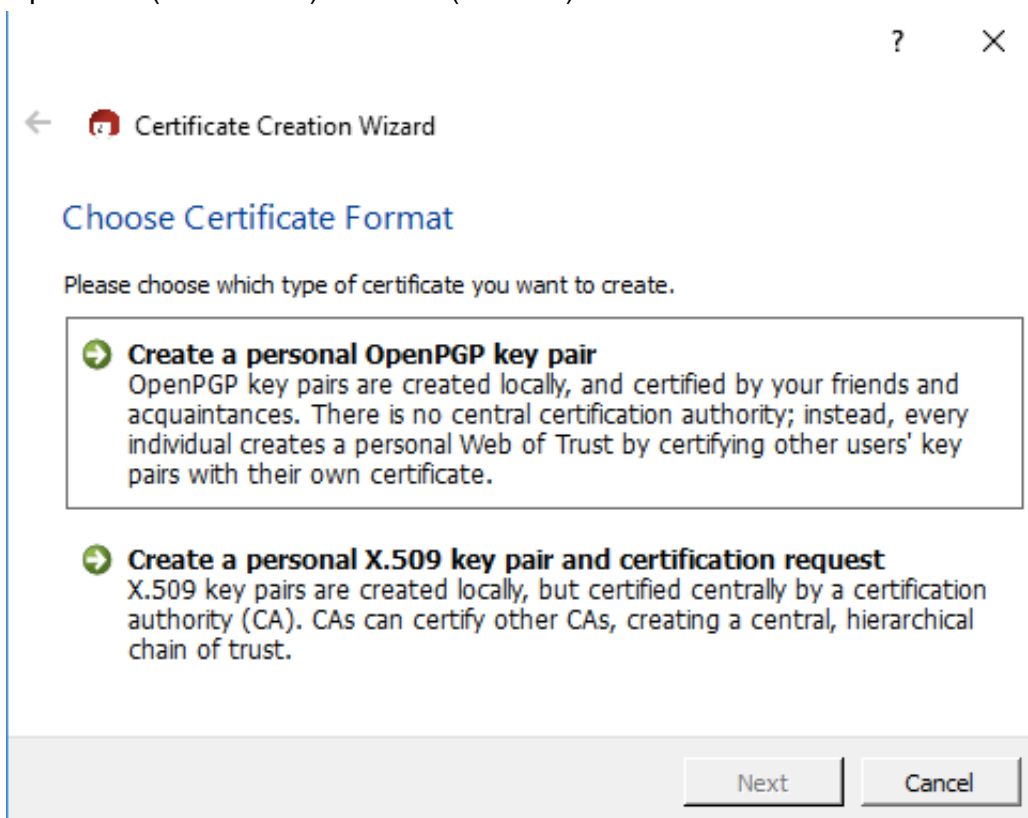 ?
Certificate Creation Wizard
Choose Certificate Format
Please choose which type of certificate you want to create.
Create a personal OpenPGP key pair
OpenPGP key pairs are created locally, and certified by your friends and
acquaintances. There is no central certification authority; instead, every
individual creates a personal Web of Trust by certifying other users' key
pairs with their own certificate.
Create a personal X.509 key pair and certification request
X.509 key pairs are created locally, but certified centrally by a certification
authority (CA). CAs can certify other CAs, creating a central, hierarchical
chain of trust.
Next Cancel